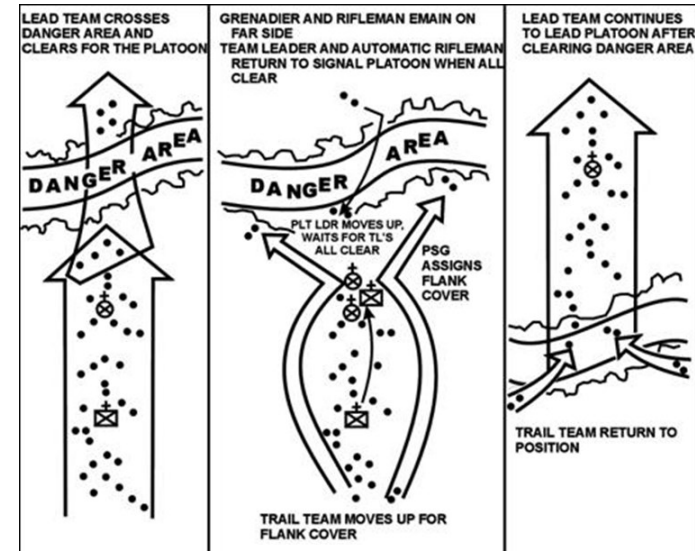 LEAD TEAM CROSSES
DANGER AREA AND
CLEARS FOR THE PLATOON
DANGER AREA
GRENADIER AND RIFLEMAN EMAIN ON
FAR SIDE
TEAM LEADER AND AUTOMATIC RIFLEMAN
RETURN TO SIGNAL PLATOON WHEN ALL
CLEAR
DANGER AREA
PLT LDR MOVES UP,
WAITS FOR TL'S
ALL CLEAR
PSG
ASSIGNS
FLANK
COVER
TRAIL TEAM MOVES UP FOR
FLANK COVER
LEAD TEAM CONTINUES
TO LEAD PLATOON AFTER
CLEARING DANGER AREA
TRAIL TEAM RETURN TO
POSITION